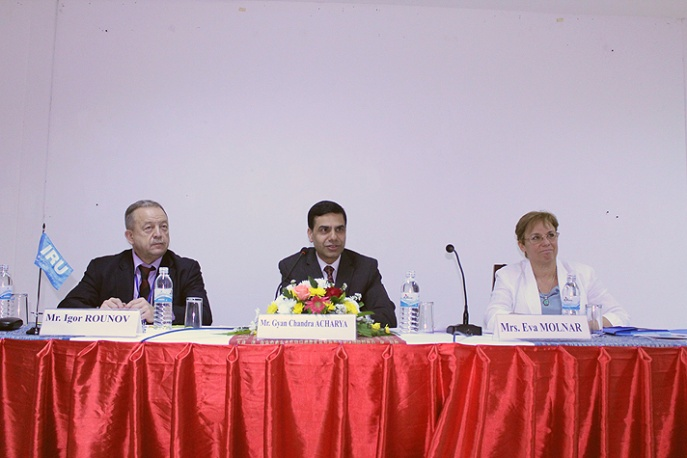 IRU
Mr. Igor ROUNOV
Mr. Gyan Chandra ACHARYA
Mrs. Eva MOLNAR